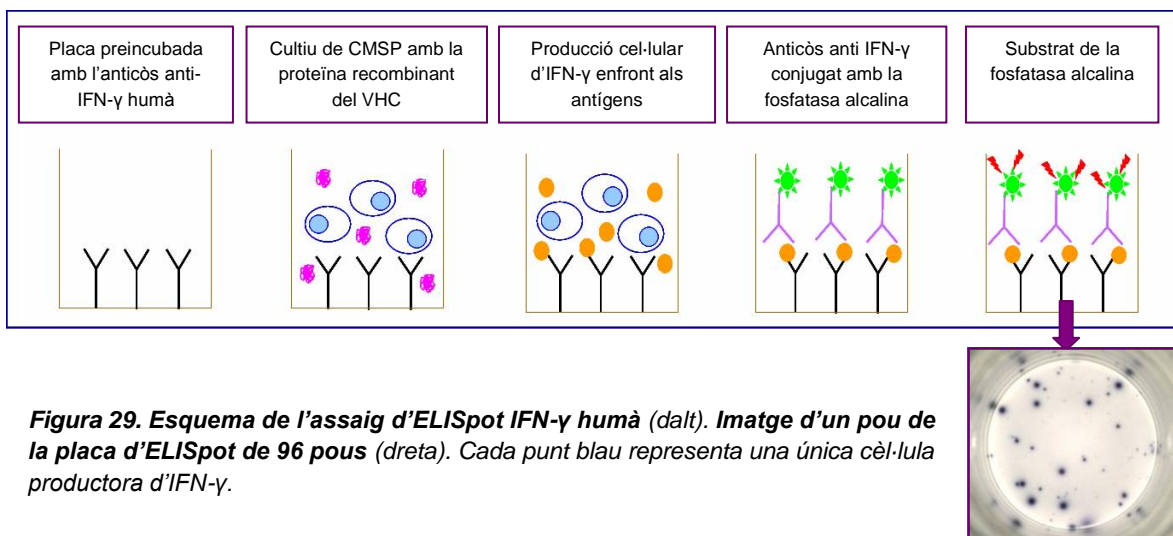 Placa preincubada
amb l'anticòs anti-
IFN-γ humà
Cultiu de CMSP amb la
proteïna recombinant
del VHC
Producció cel·lular
d'IFN-γ enfront als
antígens
Anticòs anti IFN-γ
conjugat amb la
fosfatasa alcalina
Substrat de la
fosfatasa alcalina
Figura 29. Esquema de l'assaig d'ELISpot IFN-γ humà (dalt). Imatge d'un pou de
la placa d'ELISpot de 96 pous (dreta). Cada punt blau representa una única cèl·lula
productora d'IFN-γ.